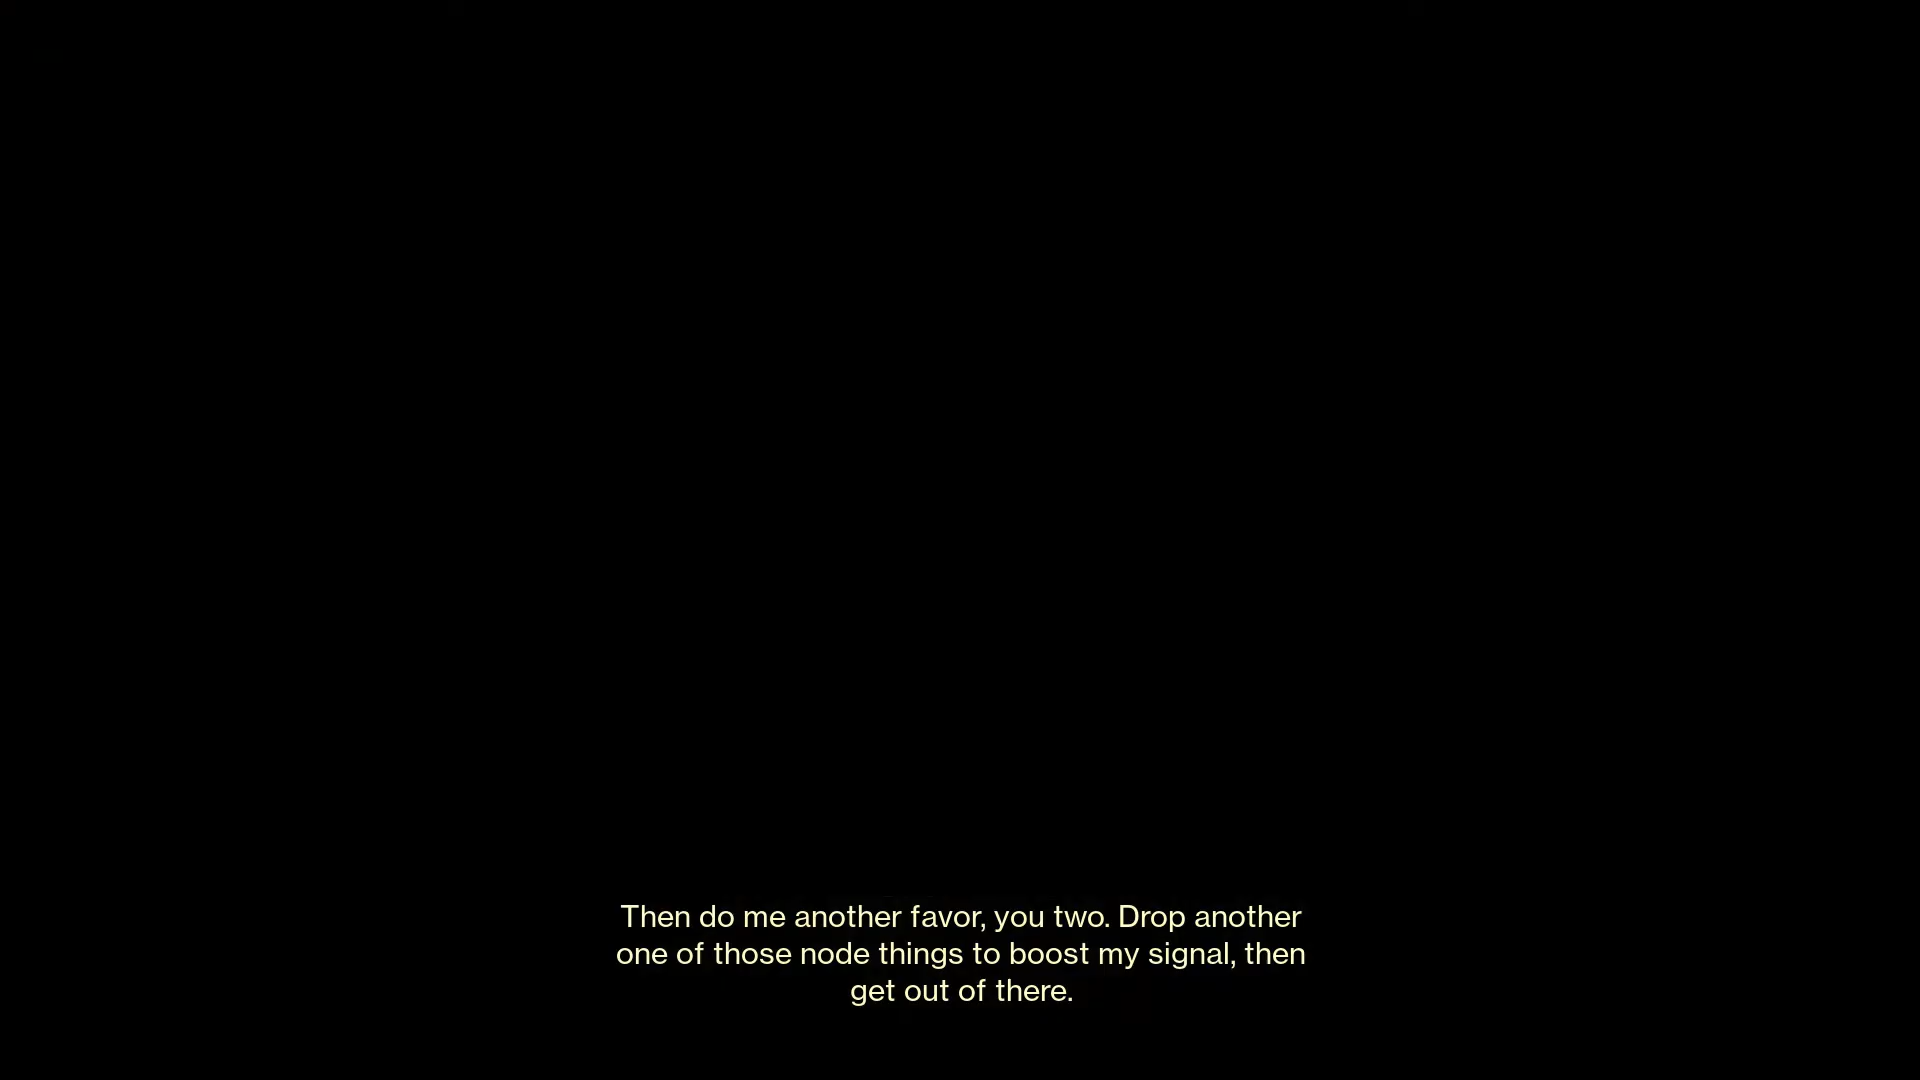 Then do me another favor, you two. Drop another
one of those node things to boost my signal, then
get out of there.